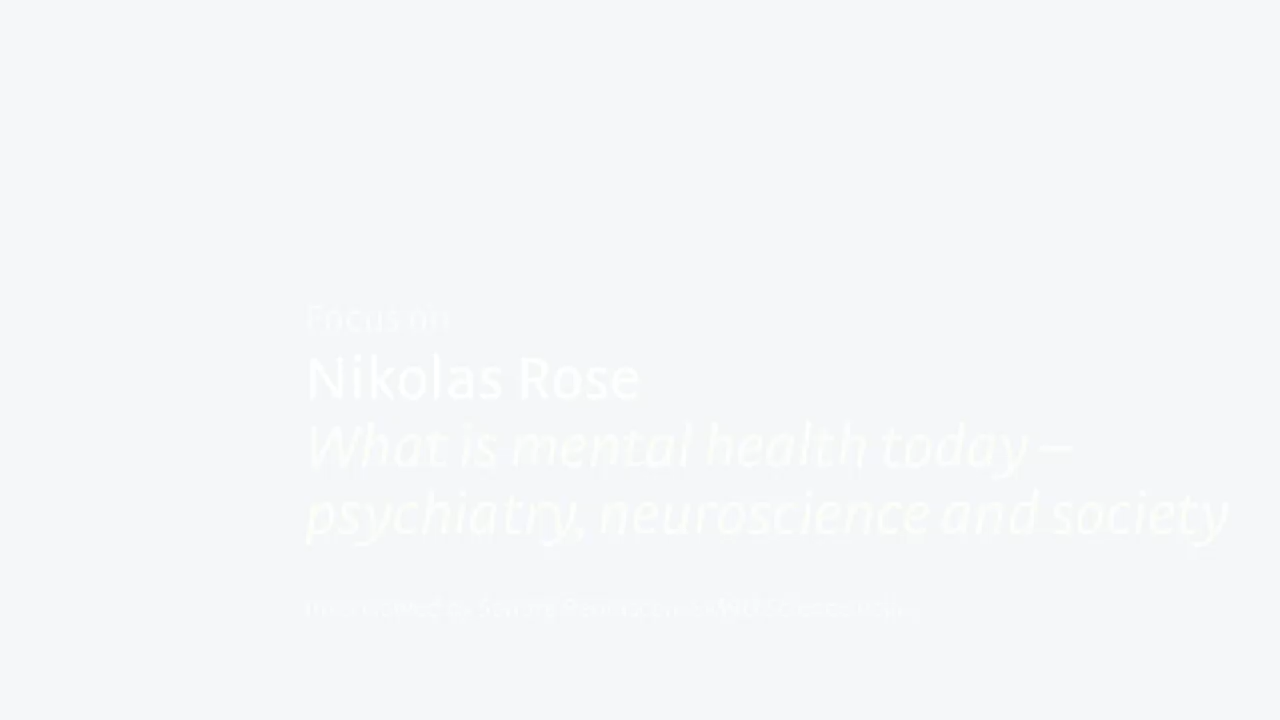 Focus on
Nikolas Rose
What is mental health today –
psychiatry, neuroscience and society